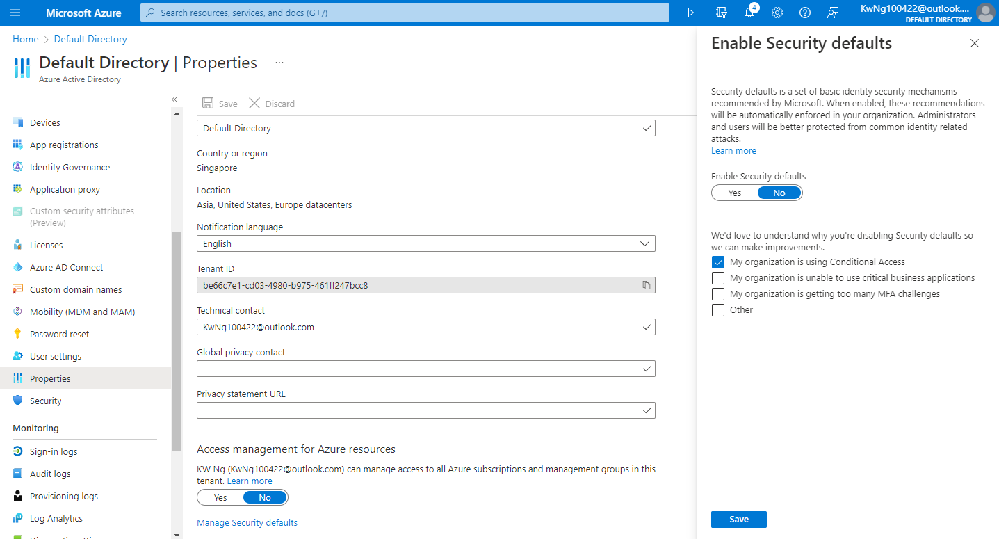 Microsoft Azure
Search resources, services, and docs (G+/)
4
KwNg100422@outlook....
DEFAULT DIRECTORY
Home > Default Directory
Default Directory | Properties ...
Azure Active Directory
Devices
App registrations
Identity Governance
Application proxy
Custom security attributes
(Preview)
Licenses
Azure AD Connect
Custom domain names
Mobility (MDM and MAM)
Password reset
User settings
Properties
Security
Monitoring
Sign-in logs
Audit logs
Provisioning logs
Log Analytics
Save Discard
Default Directory
Country or region
Singapore
Location
Asia, United States, Europe datacenters
Notification language
English
Tenant ID
be66c7e1-cd03-4980-b975-461ff247bcc8
Technical contact
KwNg100422@outlook.com
Global privacy contact
Privacy statement URL
Access management for Azure resources
KW Ng (KwNg100422@outlook.com) can manage access to all Azure subscriptions and management groups in this
tenant. Learn more
Yes No
Manage Security defaults
Enable Security defaults
Security defaults is a set of basic identity security mechanisms
recommended by Microsoft. When enabled, these recommendations
will be automatically enforced in your organization. Administrators
and users will be better protected from common identity related
attacks.
Learn more
Enable Security defaults
Yes No
We'd love to understand why you're disabling Security defaults so
we can make improvements.
My organization is using Conditional Access
My organization is unable to use critical business applications
My organization is getting too many MFA challenges
Other
Save